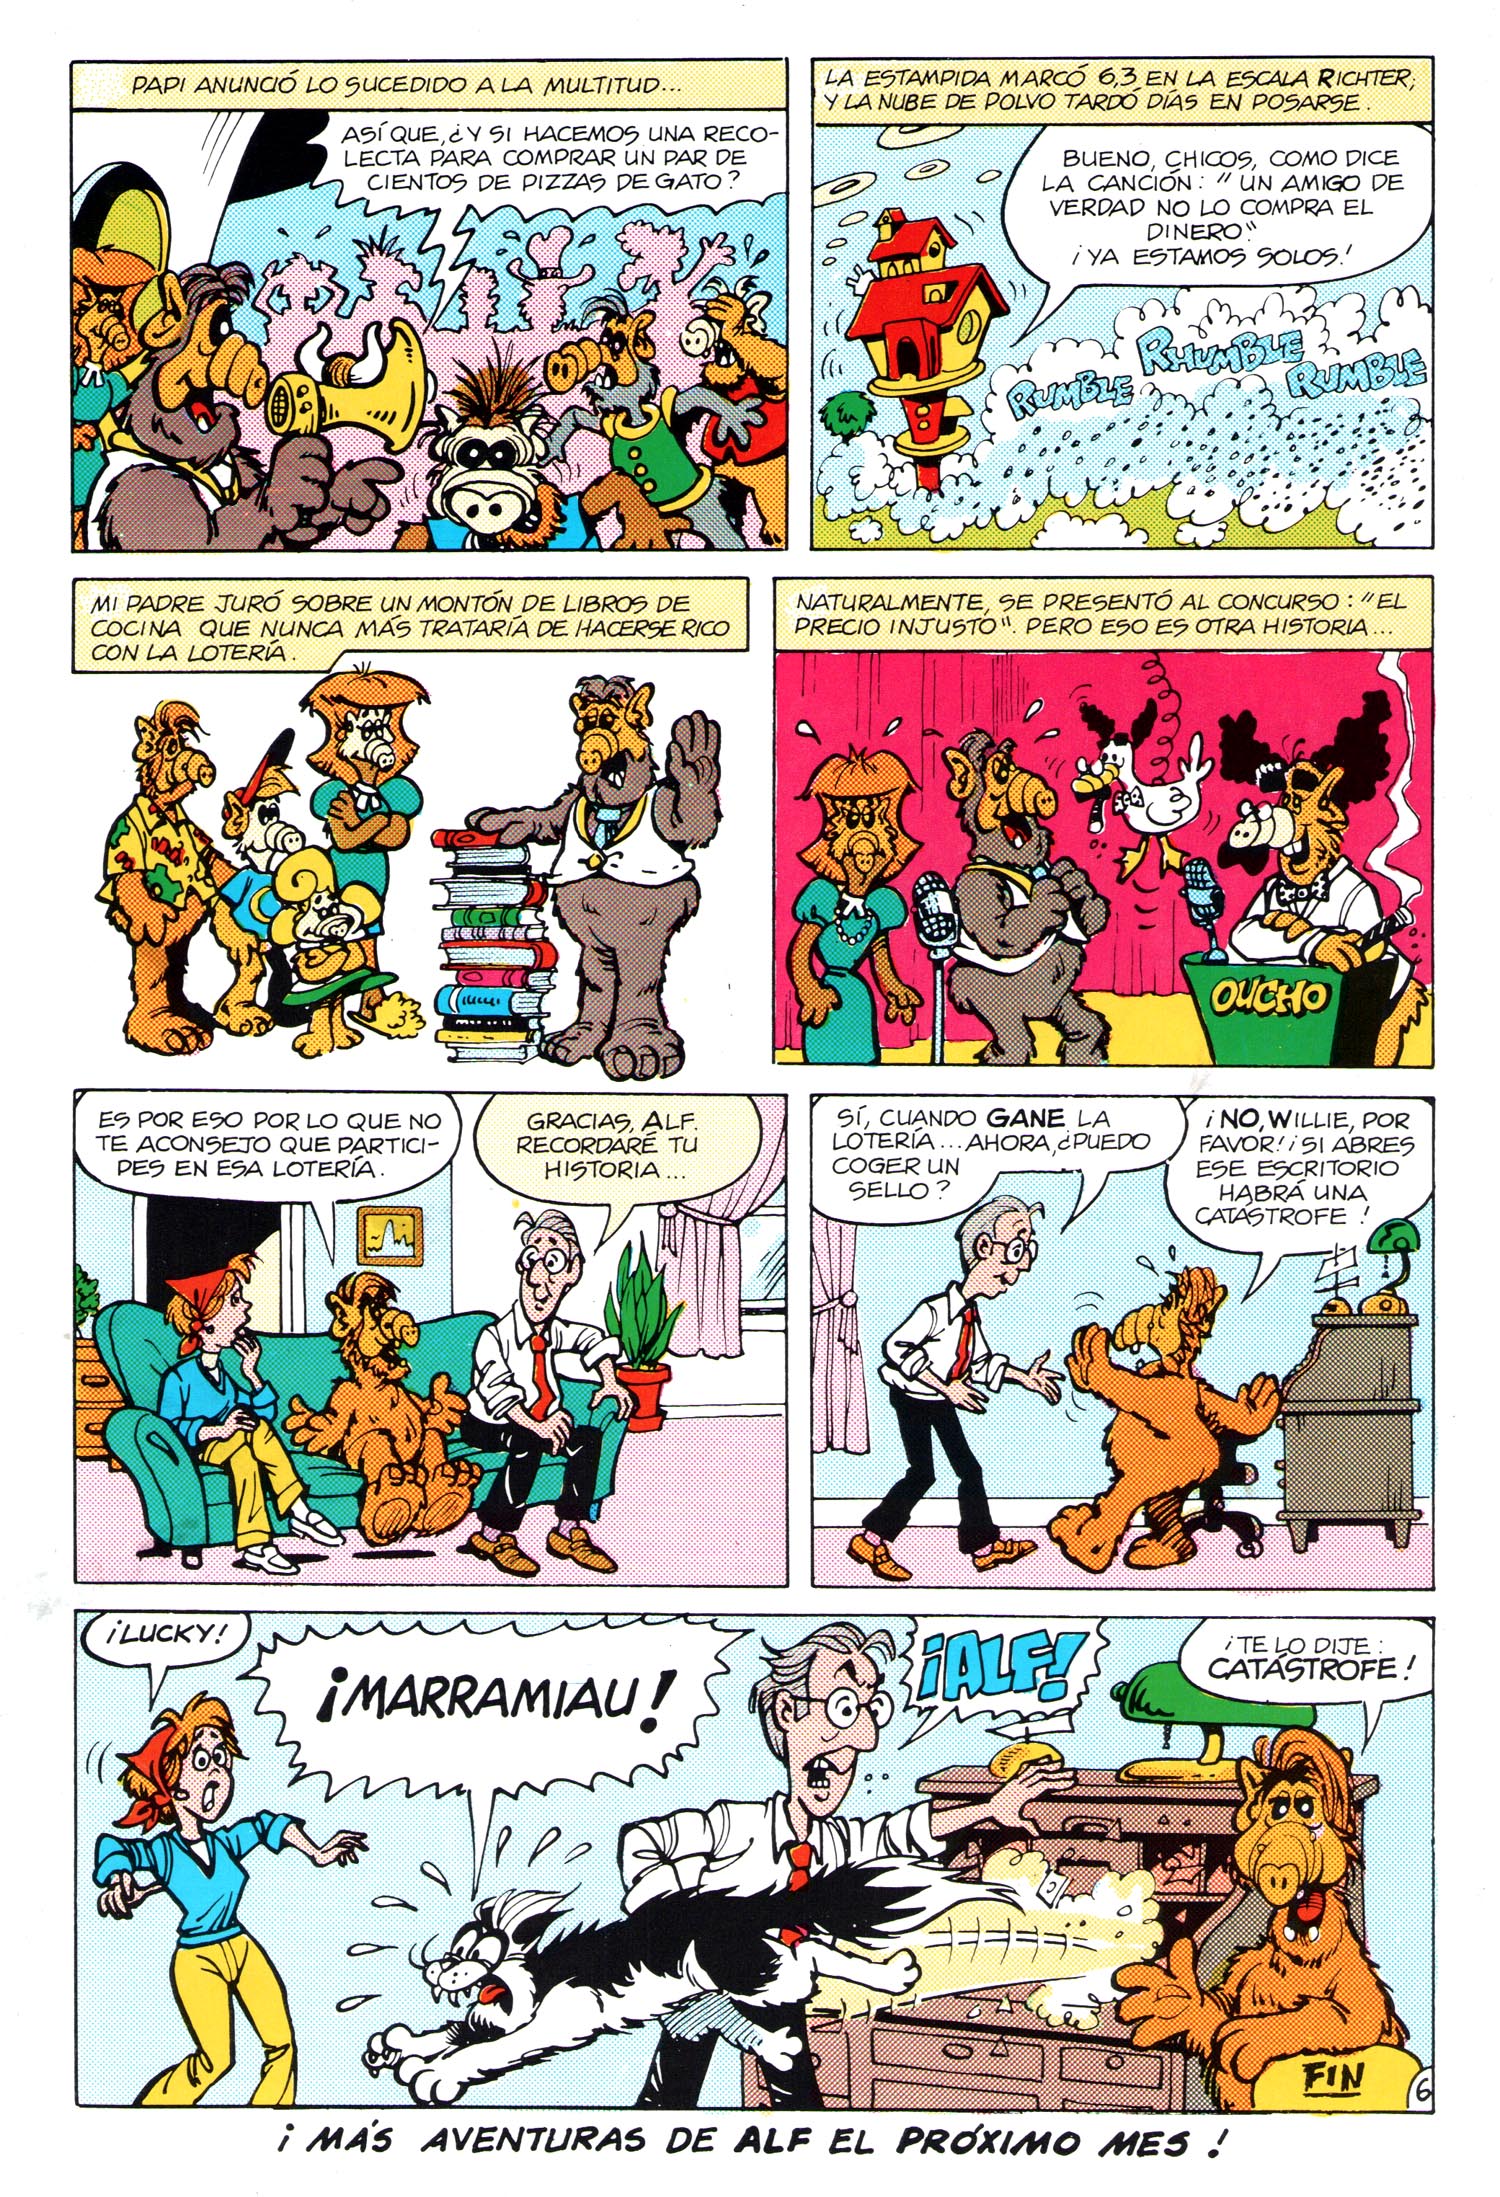 PAPI ANUNCIÓ LO SUCEDIDO A LA MULTITUD...
ASÍ QUE, ¿Y SI HACEMOS UNA RECO-
LECTA PARA COMPRAR UN PAR DE
CIENTOS DE PIZZAS DE GATO?
LA ESTAMPIDA MARCÓ 6,3 EN LA ESCALA RICHTER;
Y LA NUBE DE POLVO TARDÓ DÍAS EN POSARSE.
BUENO, CHICOS, COMO DICE
LA CANCIÓN: "UN AMIGO DE
VERDAD NO LO COMPRA EL
DINERO".
¡YA ESTAMOS SOLOS!
RUMBLE
RHUMBLE
RUMBLE
MI PADRE JURÓ SOBRE UN MONTÓN DE LIBROS DE
COCINA QUE NUNCA MÁS TRATARÍA DE HACERSE RICO
CON LA LOTERÍA.
NATURALMENTE, SE PRESENTÓ AL CONCURSO: "EL
PRECIO INJUSTO". PERO ESO ES OTRA HISTORIA...
OUCHO
ES POR ESO POR LO QUE NO
TE ACONSEJO QUE PARTICI-
PES EN ESA LOTERÍA.
GRACIAS, ALF.
RECORDARÉ TU
HISTORIA...
SÍ, CUANDO GANE LA
LOTERÍA... AHORA, ¿PUEDO
COGER UN
SELLO?
¡NO, WILLIE, POR
FAVOR! ¡SI ABRES
ESE ESCRITORIO
HABRÁ UNA
CATÁSTROFE!
¡LUCKY!
¡MARRAMIAU!
¡ALF!
¡TE LO DIJE:
CATÁSTROFE!
FIN
6
¡MÁS AVENTURAS DE ALF EL PRÓXIMO MES!